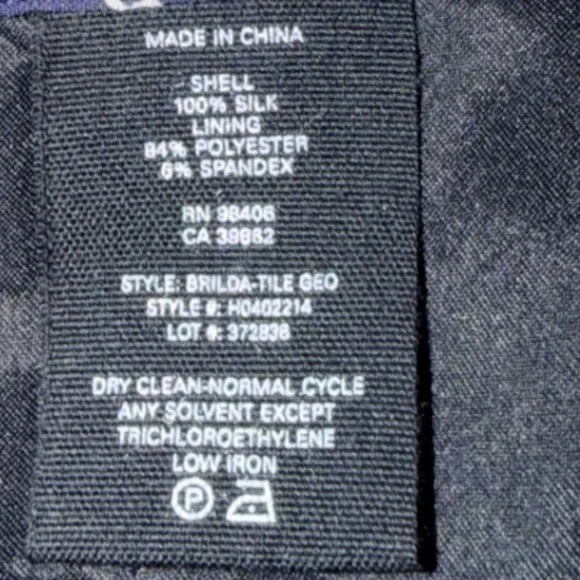 MADE IN CHINA
SHELL
100% SILK
LINING
94% POLYESTER
6% SPANDEX
RN 98406
CA 39982
STYLE: BRILDA-TILE GEO
STYLE #: H0402214
LOT #: 372838
DRY CLEAN-NORMAL CYCLE
ANY SOLVENT EXCEPT
TRICHLOROETHYLENE
LOW IRON
P